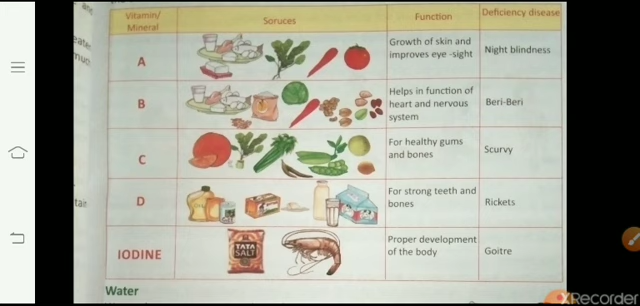 Vitamin/
Mineral
Soruces
Function
Deficiency disease
A
Growth of skin and
improves eye -sight
Night blindness
B
Helps in function of
heart and nervous
system
Beri-Beri
C
For healthy gums
and bones
Scurvy
D
For strong teeth and
bones
Rickets
IODINE
TATA
SALT
Proper development
of the body
Goitre
Water
XRecorder